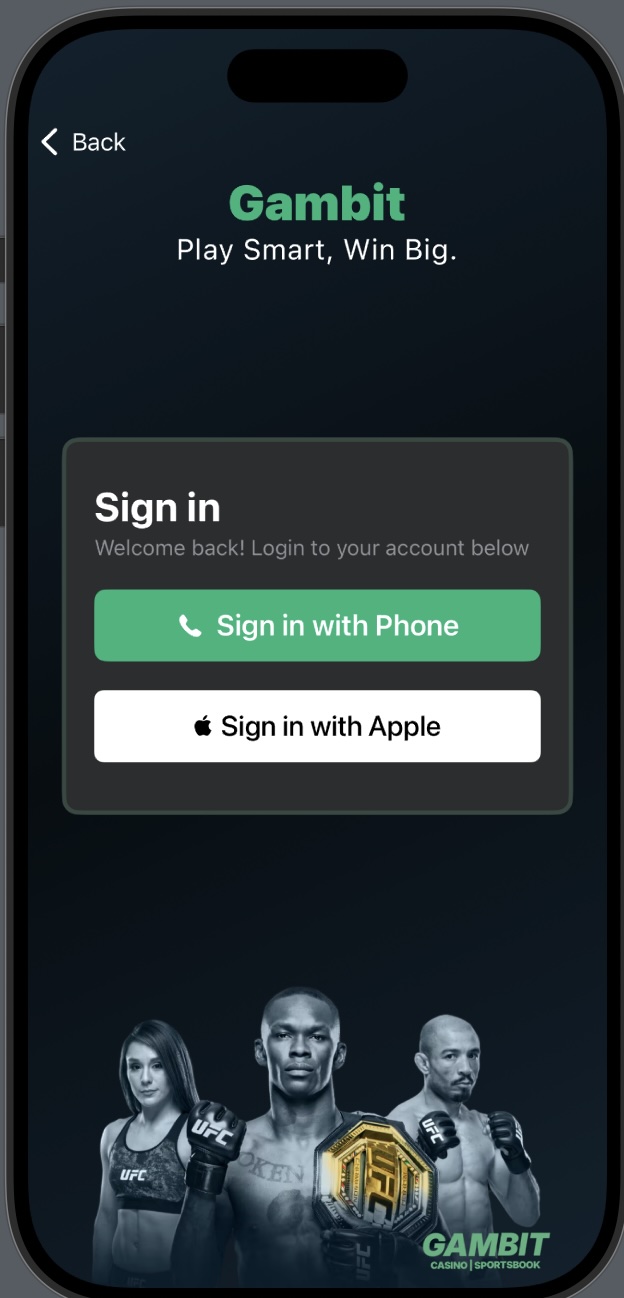 Back
Gambit
Play Smart, Win Big.
Sign in
Welcome back! Login to your account below
Sign in with Phone
Sign in with Apple
UFC
UFC
UFC
OKEN
UFC
UFC
GAMBIT
CASINO | SPORTSBOOK